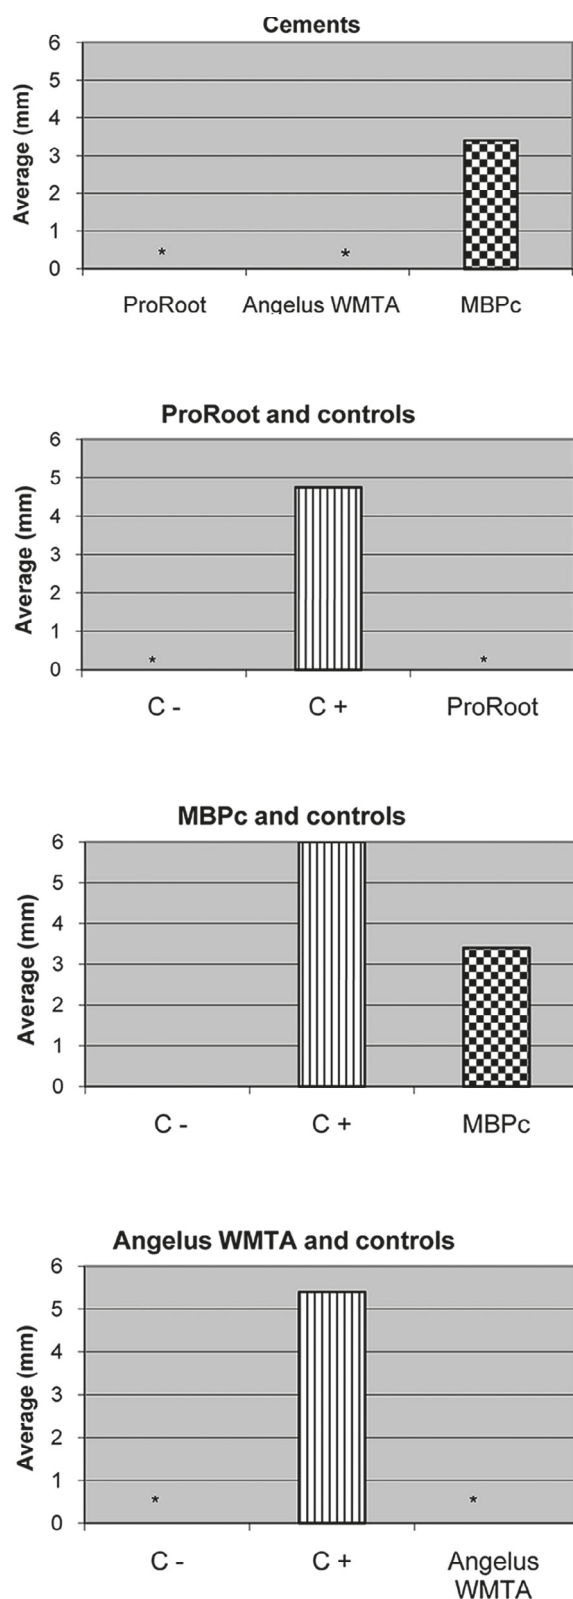 Cements
Average (mm)
6
5
4
3
2
1
0
*
*
ProRoot
Angelus WMTA
MBPc
ProRoot and controls
Average (mm)
6
5
4
3
2
1
0
*
*
C -
C +
ProRoot
MBPc and controls
Average (mm)
6
5
4
3
2
1
0
C -
C +
MBPc
Angelus WMTA and controls
Average (mm)
6
5
4
3
2
1
0
*
*
C -
C +
Angelus
WMTA